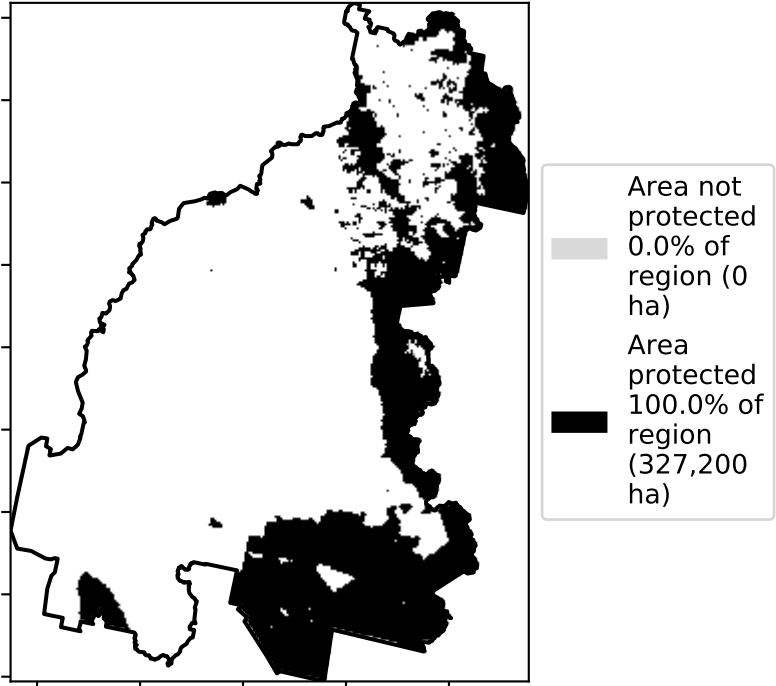 Area not
protected
0.0% of
region (0
ha)
Area
protected
100.0% of
region
(327,200
ha)